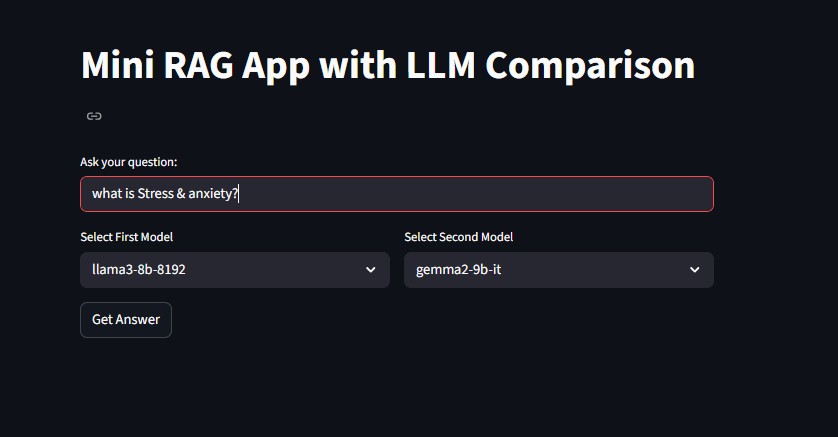 Mini RAG App with LLM Comparison
Ask your question:
what is Stress & anxiety?
Select First Model
Select Second Model
llama3-8b-8192
gemma2-9b-it
Get Answer